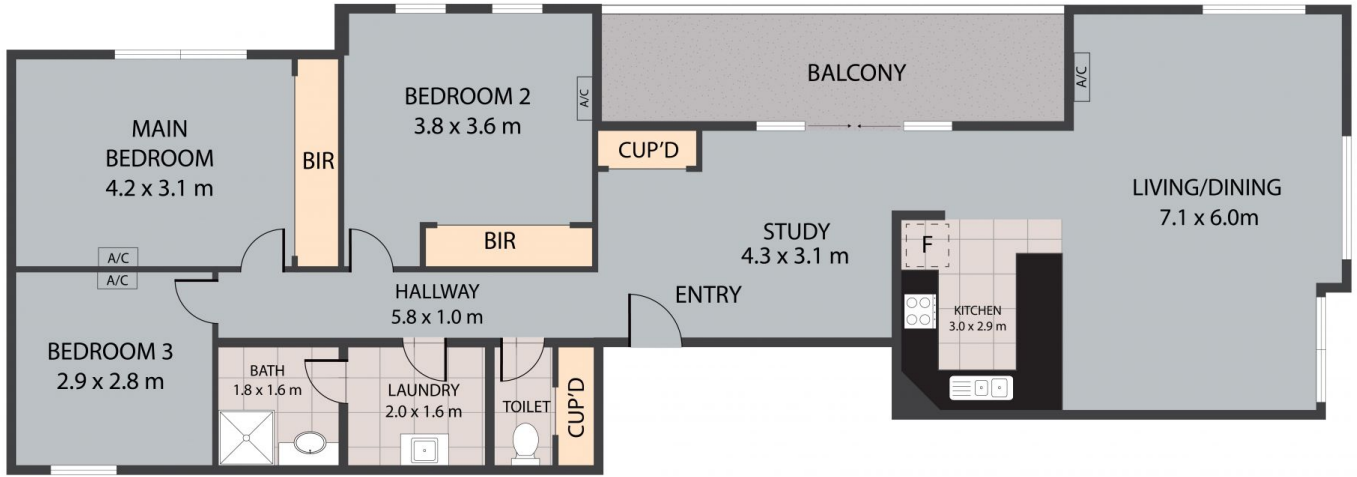 MAIN
BEDROOM
4.2 x 3.1 m
BIR
BEDROOM 2
3.8 x 3.6 m
A/C
BIR
BALCONY
CUP'D
A/C
LIVING/DINING
7.1 x 6.0m
STUDY
4.3 x 3.1 m
F
KITCHEN
3.0 x 2.9 m
ENTRY
HALLWAY
5.8 x 1.0 m
A/C
A/C
BEDROOM 3
2.9 x 2.8 m
BATH
1.8 x 1.6 m
LAUNDRY
2.0 x 1.6 m
TOILET
CUP'D